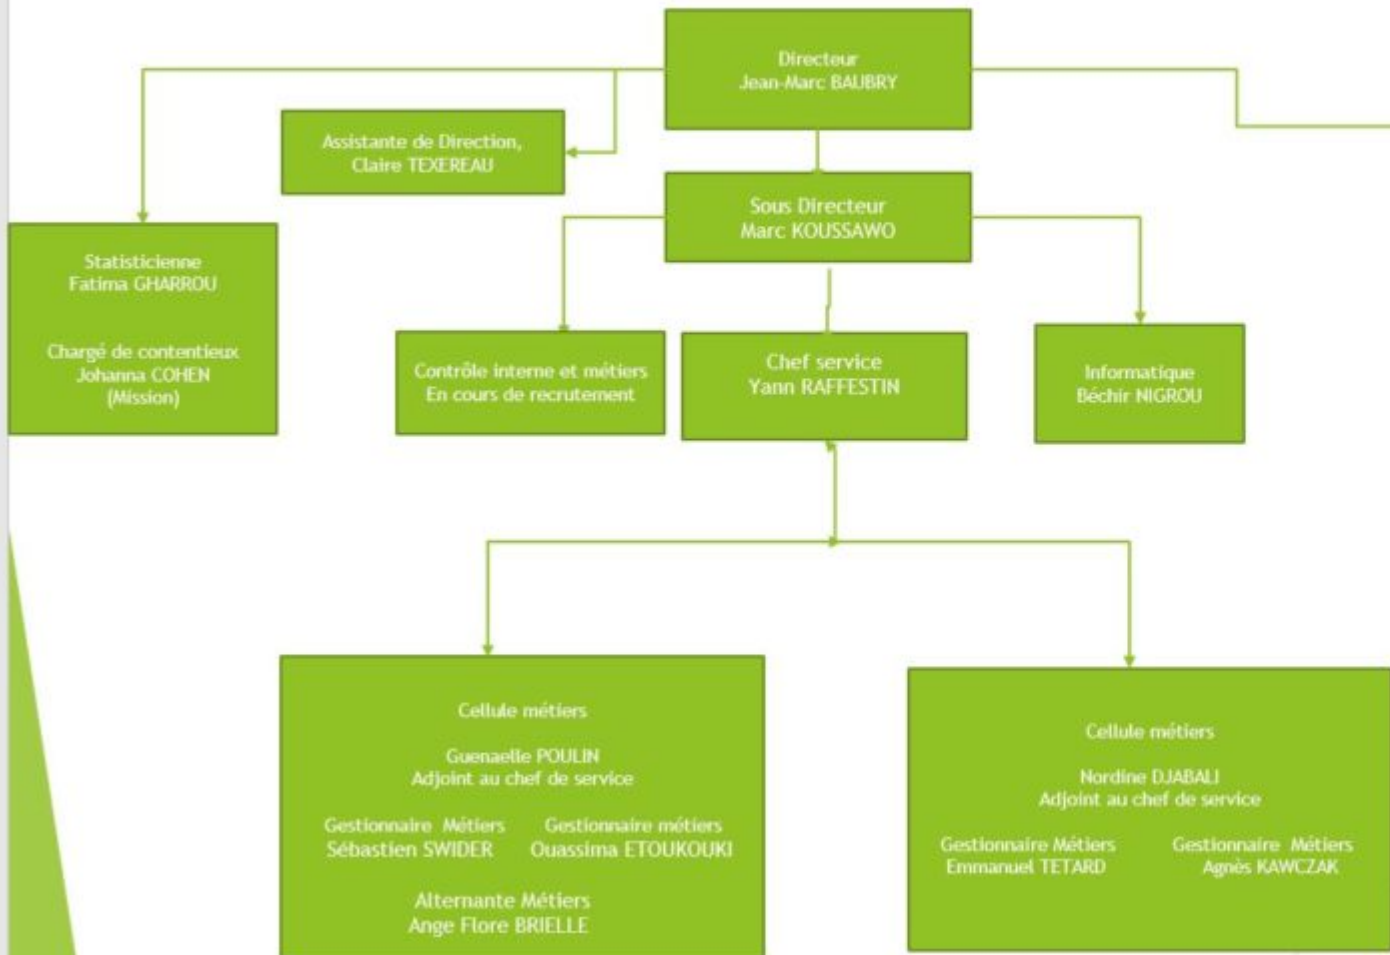 Directeur
Jean-Marc BAUBRY
Assistante de Direction,
Claire TEXEREAU
Sous Directeur
Marc KOUSSAWO
Statisticienne
Fatima GHARROU
Chargé de contentieux
Johanna COHEN
(Mission)
Contrôle interne et métiers
En cours de recrutement
Chef service
Yann RAFFESTIN
Informatique
Béchir NIGROU
Cellule métiers
Guenaelle POULIN
Adjoint au chef de service
Gestionnaire Métiers Gestionnaire métiers
Sébastien SWIDER Ouassima ETOUKOUKI
Alternante Métiers
Ange Flore BRIELLE
Cellule métiers
Nordine DJABALI
Adjoint au chef de service
Gestionnaire Métiers Gestionnaire Métiers
Emmanuel TETARD Agnès KAWCZAK